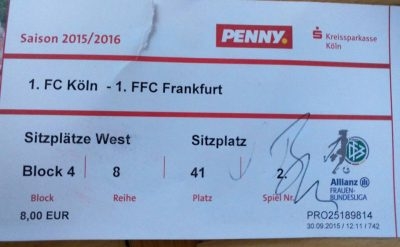 Saison 2015/2016
PENNY.
Kreissparkasse
Köln
1. FC Köln - 1. FFC Frankfurt
Sitzplätze West Sitzplatz
Block 4 8 41 2.
Block Reihe Platz Spiel Nr.
8,00 EUR
DFB
Allianz
FRAUEN-
BUNDESLIGA
PRO25189814
30.09.2015 / 12:11 / 742